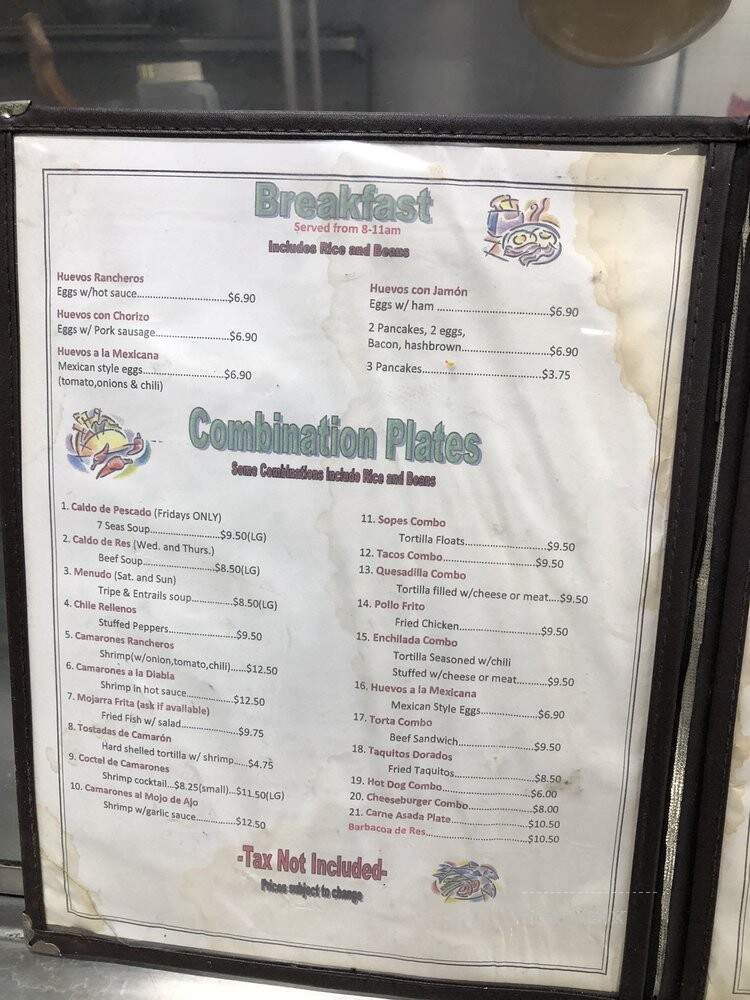 Breakfast
Served from 8-11am
Includes Rice and Beans
Huevos Rancheros
Eggs w/hot sauce..............................$6.90
Huevos con Chorizo
Eggs w/ Pork sausage.........................$6.90
Huevos a la Mexicana
Mexican style eggs............................$6.90
(tomato,onions & chili)
Huevos con Jamón
Eggs w/ ham ....................................$6.90
2 Pancakes, 2 eggs,
Bacon, hashbrown............................$6.90
3 Pancakes.......................................$3.75
Combination Plates
Some Combinations Include Rice and Beans
1. Caldo de Pescado (Fridays ONLY)
7 Seas Soup......................$9.50(LG)
2. Caldo de Res (Wed. and Thurs.)
Beef Soup.......................$8.50(LG)
3. Menudo (Sat. and Sun)
Tripe & Entrails soup............$8.50(LG)
4. Chile Rellenos
Stuffed Peppers....................$9.50
5. Camarones Rancheros
Shrimp(w/onion,tomato,chili)......$12.50
6. Camarones a la Diabla
Shrimp in hot sauce...............$12.50
7. Mojarra Frita (ask if available)
Fried Fish w/ salad.................$9.75
8. Tostadas de Camarón
Hard shelled tortilla w/ shrimp.....$4.75
9. Coctel de Camarones
Shrimp cocktail...$8.25(small)...$11.50(LG)
10. Camarones al Mojo de Ajo
Shrimp w/garlic sauce..............$12.50
11. Sopes Combo
Tortilla Floats...........................$9.50
12. Tacos Combo...........................$9.50
13. Quesadilla Combo
Tortilla filled w/cheese or meat....$9.50
14. Pollo Frito
Fried Chicken...........................$9.50
15. Enchilada Combo
Tortilla Seasoned w/chili
Stuffed w/cheese or meat..........$9.50
16. Huevos a la Mexicana
Mexican Style Eggs...................$6.90
17. Torta Combo
Beef Sandwich........................$9.50
18. Taquitos Dorados
Fried Taquitos.........................$8.50
19. Hot Dog Combo.......................$6.00
20. Cheeseburger Combo.................$8.00
21. Carne Asada Plate....................$10.50
Barbacoa de Res..........................$10.50
-Tax Not Included-
Prices subject to change